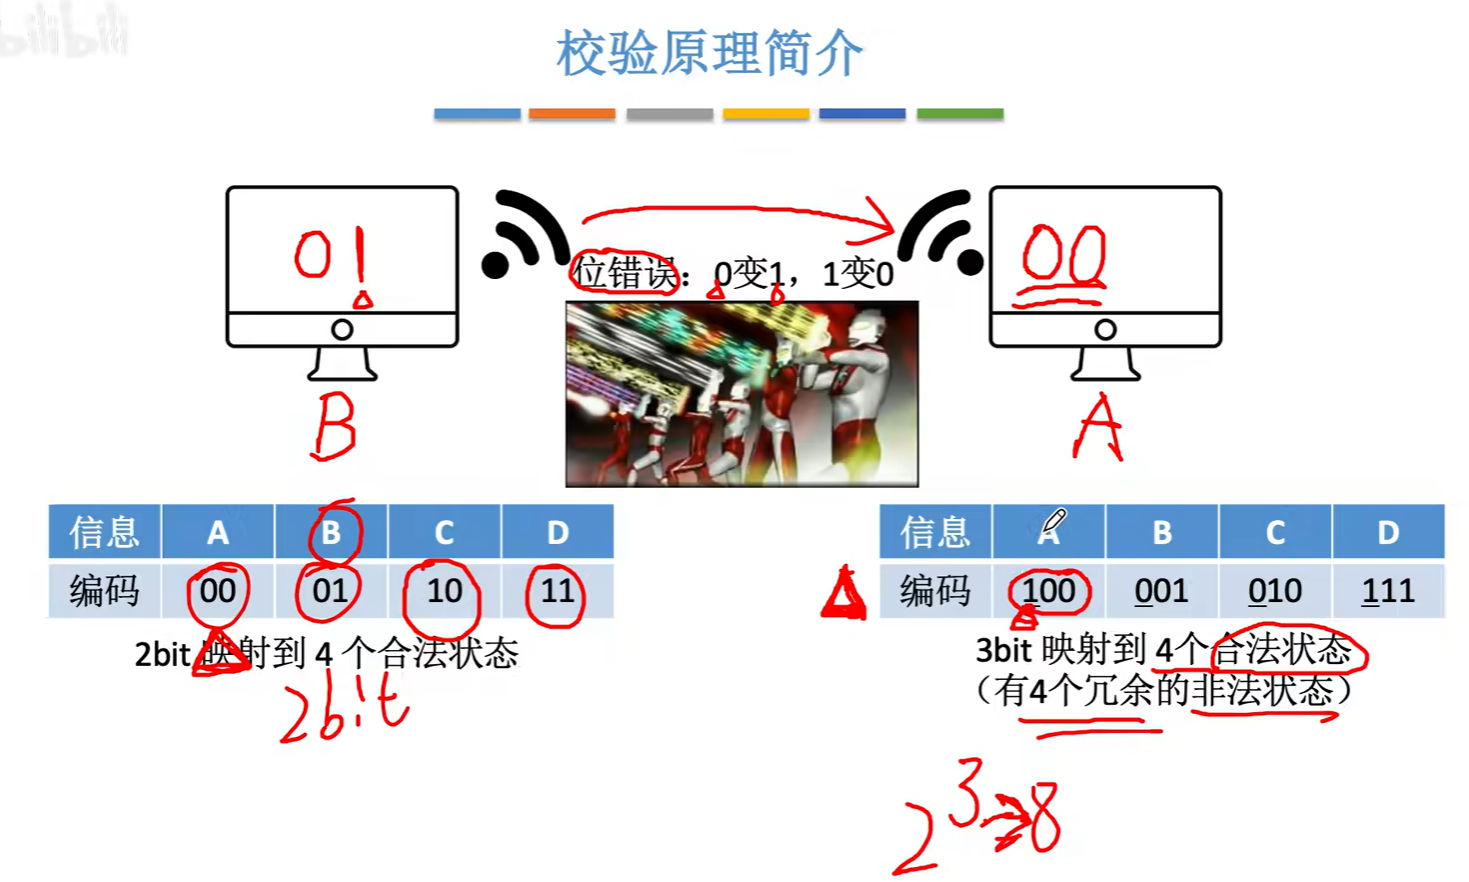 bilibili
校验原理简介
01
00
位错误：0变1，1变0
B
A
信息 A B C D
编码 00 01 10 11
2bit 映射到 4 个合法状态
2bit
信息 A B C D
编码 100 001 010 111
3bit 映射到 4个合法状态
（有4个冗余的非法状态）
2³→8